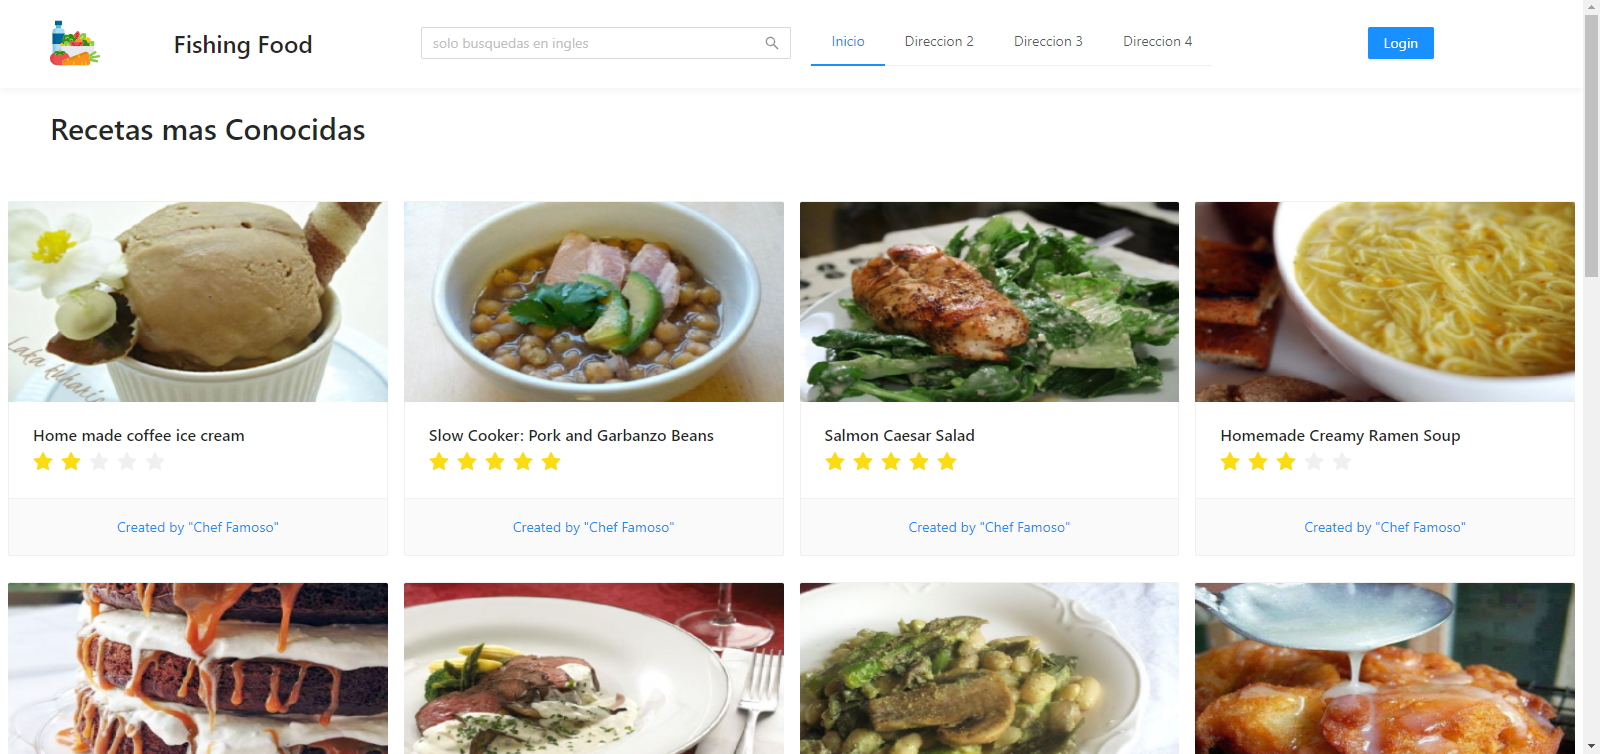 Fishing Food
solo busquedas en ingles
Inicio
Direccion 2
Direccion 3
Direccion 4
Login
Recetas mas Conocidas
Laka kuharica
Home made coffee ice cream
Created by "Chef Famoso"
Slow Cooker: Pork and Garbanzo Beans
Created by "Chef Famoso"
Salmon Caesar Salad
Created by "Chef Famoso"
Homemade Creamy Ramen Soup
Created by "Chef Famoso"